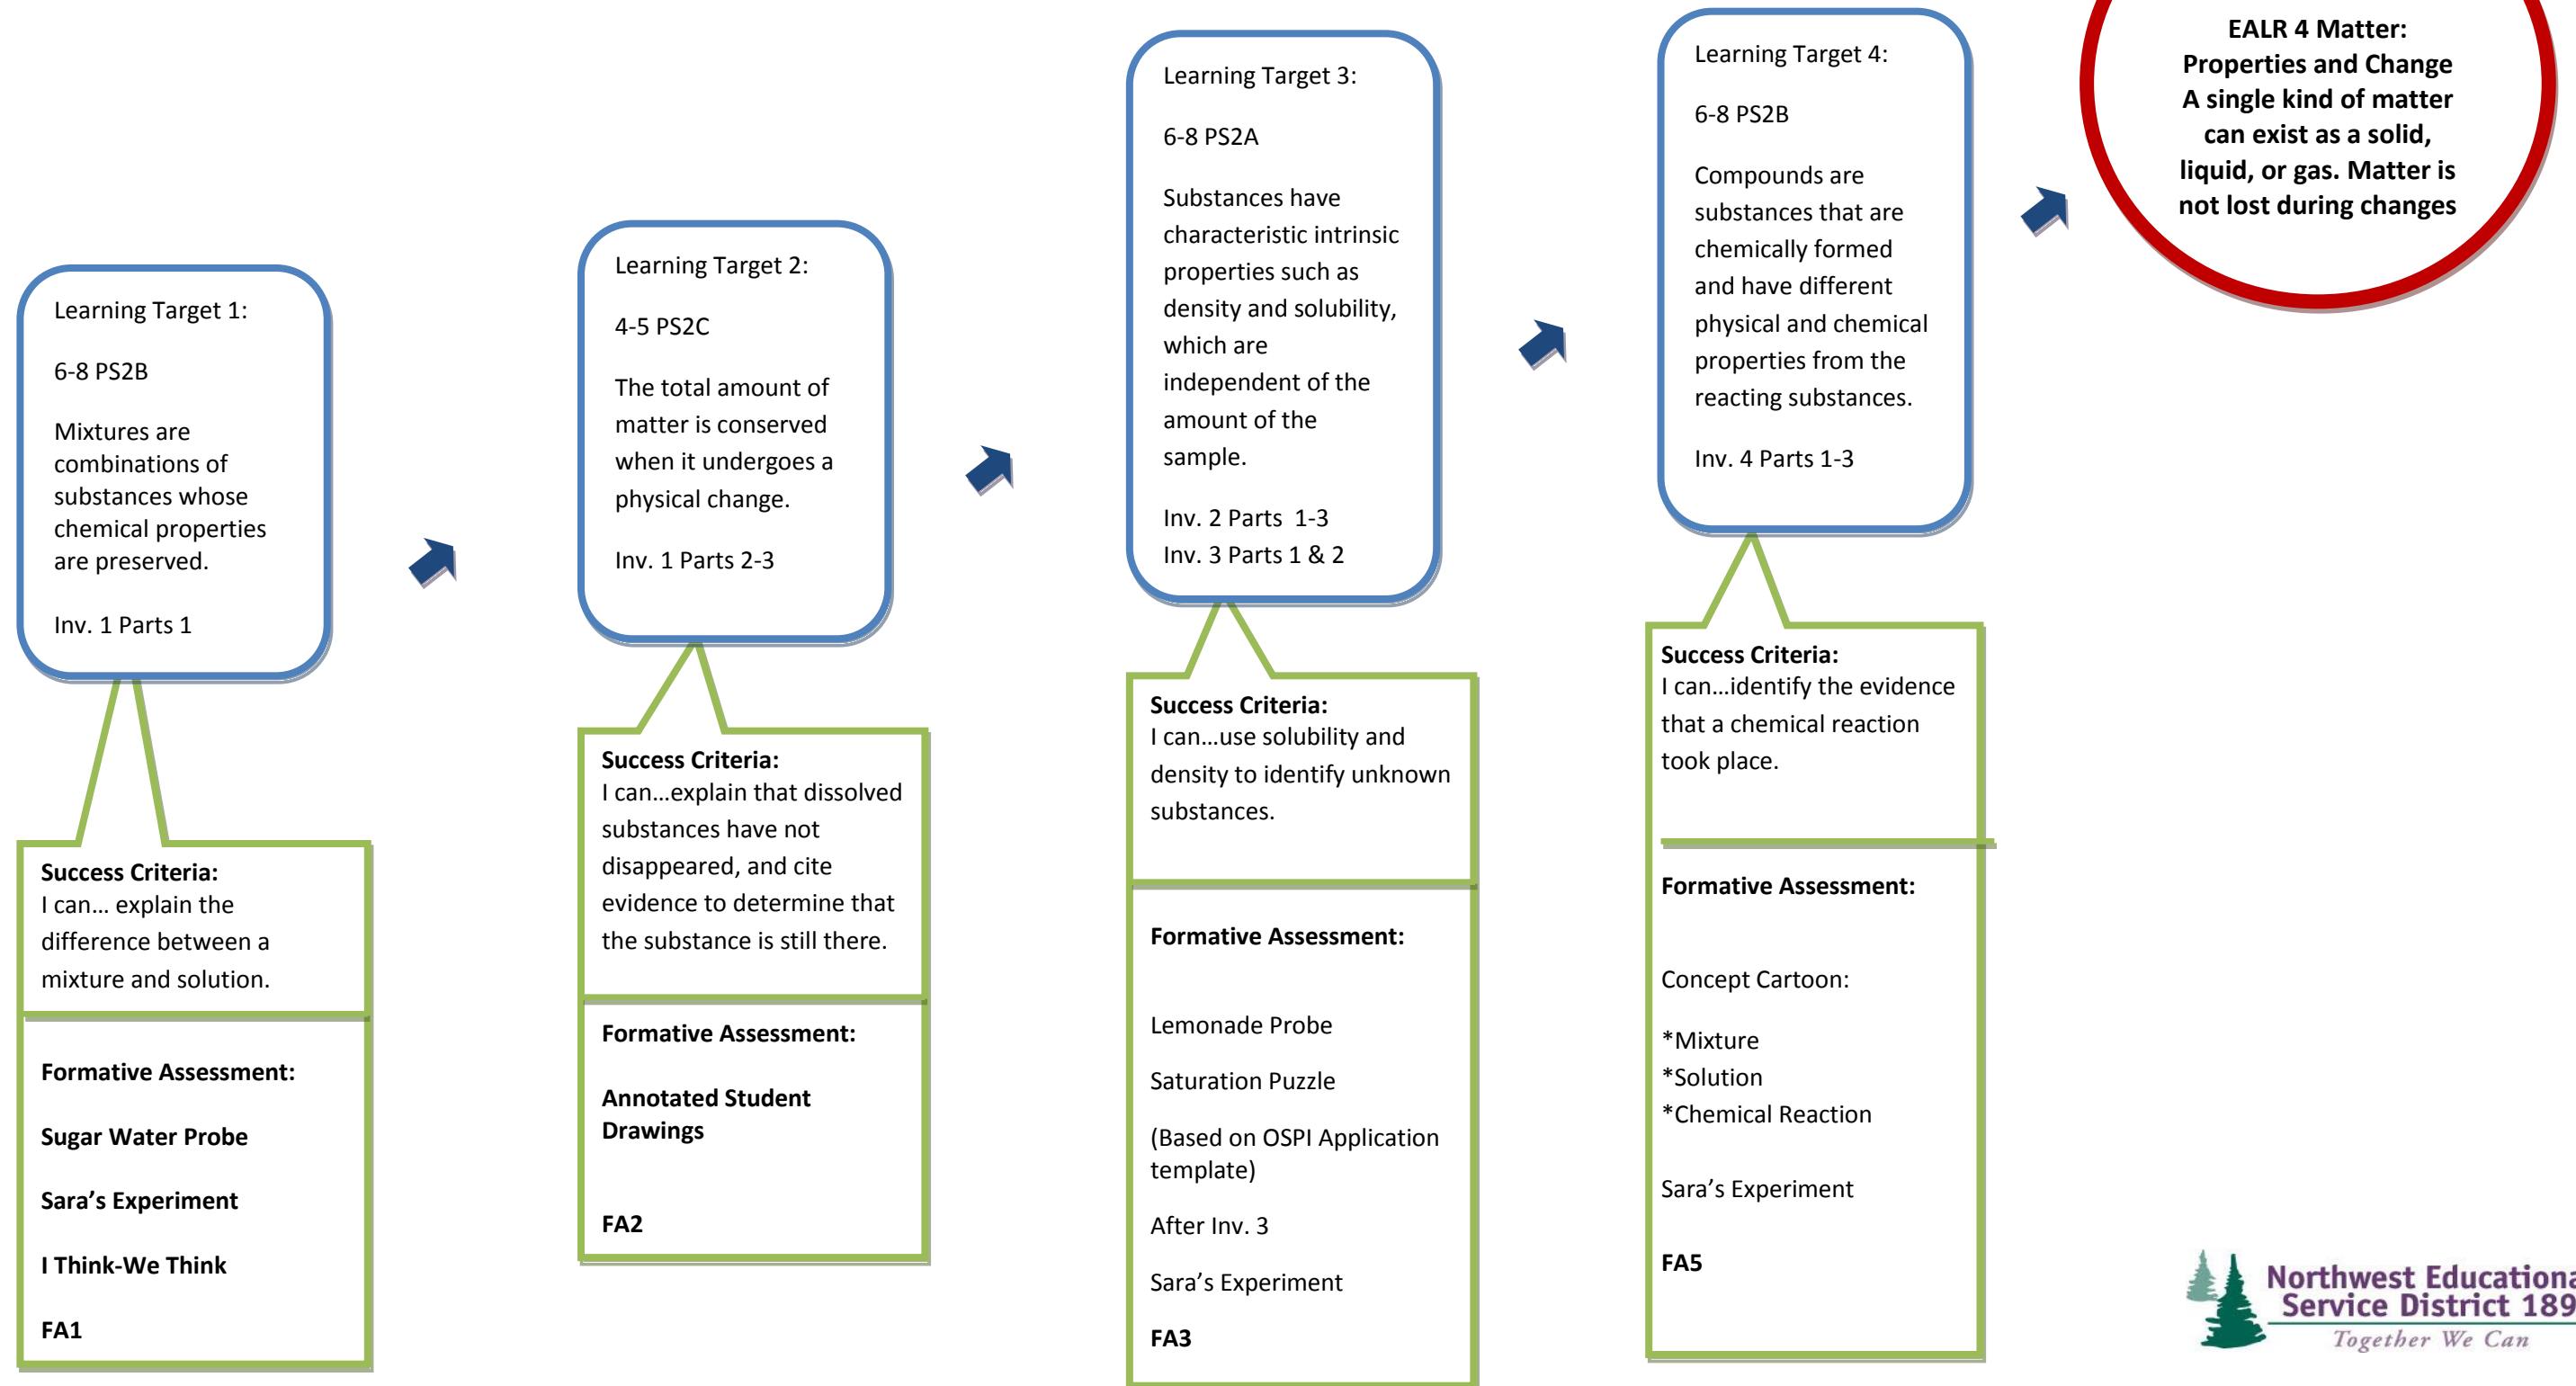 Learning Target 1:
6-8 PS2B
Mixtures are
combinations of
substances whose
chemical properties
are preserved.
Inv. 1 Parts 1
Success Criteria:
I can... explain the
difference between a
mixture and solution.
Formative Assessment:
Sugar Water Probe
Sara’s Experiment
I Think-We Think
FA1
Learning Target 2:
4-5 PS2C
The total amount of
matter is conserved
when it undergoes a
physical change.
Inv. 1 Parts 2-3
Success Criteria:
I can...explain that dissolved
substances have not
disappeared, and cite
evidence to determine that
the substance is still there.
Formative Assessment:
Annotated Student
Drawings
FA2
Learning Target 3:
6-8 PS2A
Substances have
characteristic intrinsic
properties such as
density and solubility,
which are
independent of the
amount of the
sample.
Inv. 2 Parts 1-3
Inv. 3 Parts 1 & 2
Success Criteria:
I can...use solubility and
density to identify unknown
substances.
Formative Assessment:
Lemonade Probe
Saturation Puzzle
(Based on OSPI Application
template)
After Inv. 3
Sara’s Experiment
FA3
Learning Target 4:
6-8 PS2B
Compounds are
substances that are
chemically formed
and have different
physical and chemical
properties from the
reacting substances.
Inv. 4 Parts 1-3
Success Criteria:
I can...identify the evidence
that a chemical reaction
took place.
Formative Assessment:
Concept Cartoon:
*Mixture
*Solution
*Chemical Reaction
Sara’s Experiment
FA5
EALR 4 Matter:
Properties and Change
A single kind of matter
can exist as a solid,
liquid, or gas. Matter is
not lost during changes
Northwest Educationa
Service District 189
Together We Can